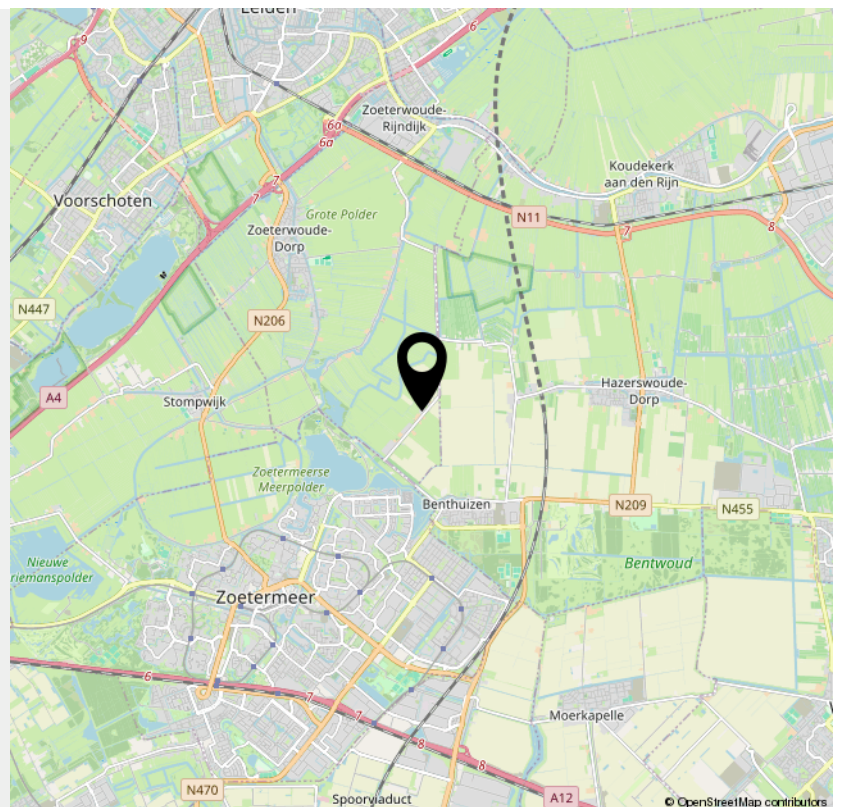 Leiden
9
6
Zoeterwoude-
Rijndijk
6a
6a
Koudekerk
aan den Rijn
7
Voorschoten
7
Grote Polder
N11
Zoeterwoude-
Dorp
7
8
N447
N206
A4
Stompwijk
Hazerswoude-
Dorp
Zoetermeerse
Meerpolder
Benthuizen
N209
N455
Nieuwe
riemanspolder
Bentwoud
Zoetermeer
6
7
7
Moerkapelle
8
8
N470
Spoorviaduct
A12
© OpenStreetMap contributors